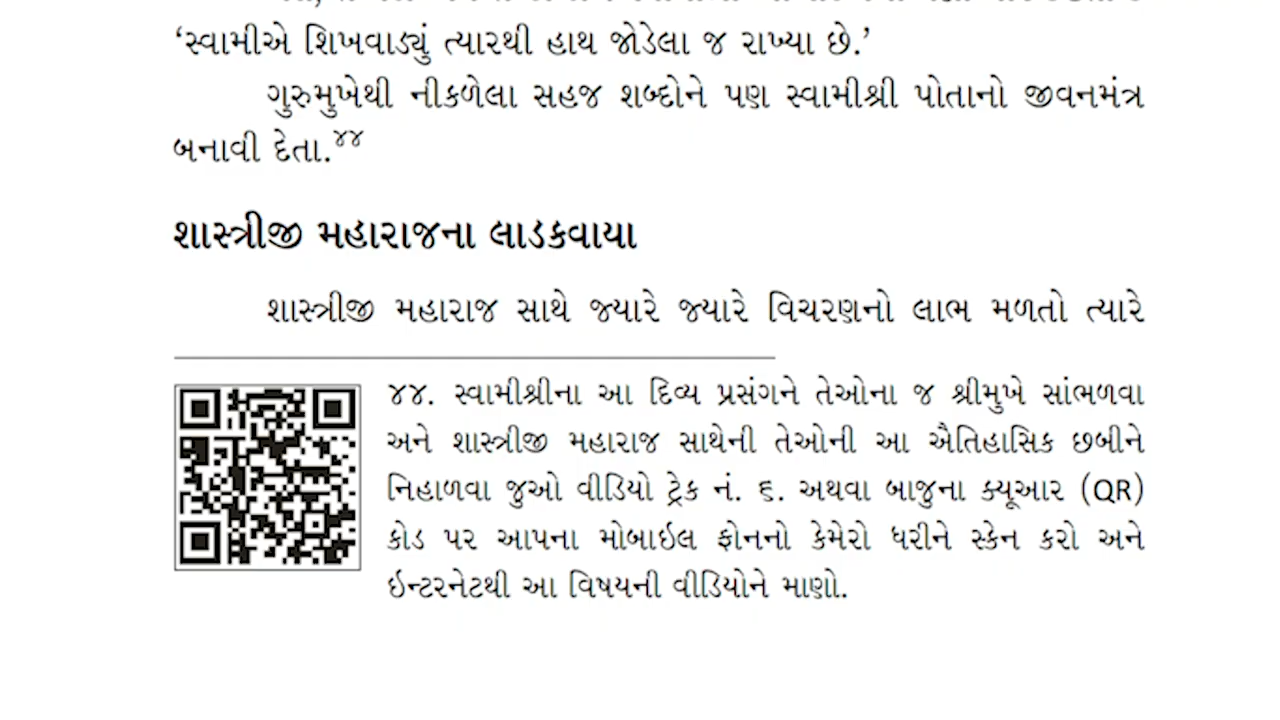 ‘સ્વામીએ શિખવાડ્યું ત્યારથી હાથ જોડેલા જ રાખ્યા છે.’
ગુરુમુખેથી નીકળેલા સહજ શબ્દોને પણ સ્વામીશ્રી પોતાનો જીવનમંત્ર
બનાવી દેતા.૪૪
શાસ્ત્રીજી મહારાજના લાડકવાયા
શાસ્ત્રીજી મહારાજ સાથે જ્યારે જ્યારે વિચરણનો લાભ મળતો ત્યારે
૪૪. સ્વામીશ્રીના આ દિવ્ય પ્રસંગને તેઓના જ શ્રીમુખે સાંભળવા
અને શાસ્ત્રીજી મહારાજ સાથેની તેઓની આ ઐતિહાસિક છબીને
નિહાળવા જુઓ વીડિયો ટ્રેક નં. ૬. અથવા બાજુના ક્યૂઆર (QR)
કોડ પર આપના મોબાઇલ ફોનનો કેમેરો ધરીને સ્કેન કરો અને
ઇન્ટરનેટથી આ વિષયની વીડિયોને માણો.